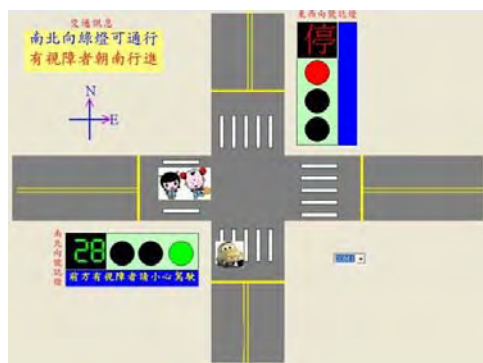 交通訊息
南北向綠燈可通行
有視障者朝南行進
東西向號誌燈
停
N
E
南北向號誌燈
28
前方有視障者請小心駕駛
COM1